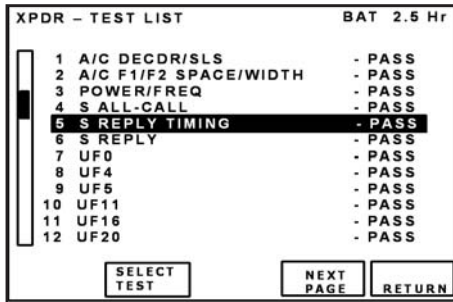 XPDR – TEST LIST BAT 2.5 Hr
1 A/C DECDR/SLS - PASS
2 A/C F1/F2 SPACE/WIDTH - PASS
3 POWER/FREQ - PASS
4 S ALL-CALL - PASS
5 S REPLY TIMING - PASS
6 S REPLY - PASS
7 UF0 - PASS
8 UF4 - PASS
9 UF5 - PASS
10 UF11 - PASS
11 UF16 - PASS
12 UF20 - PASS
SELECT TEST
NEXT PAGE
RETURN